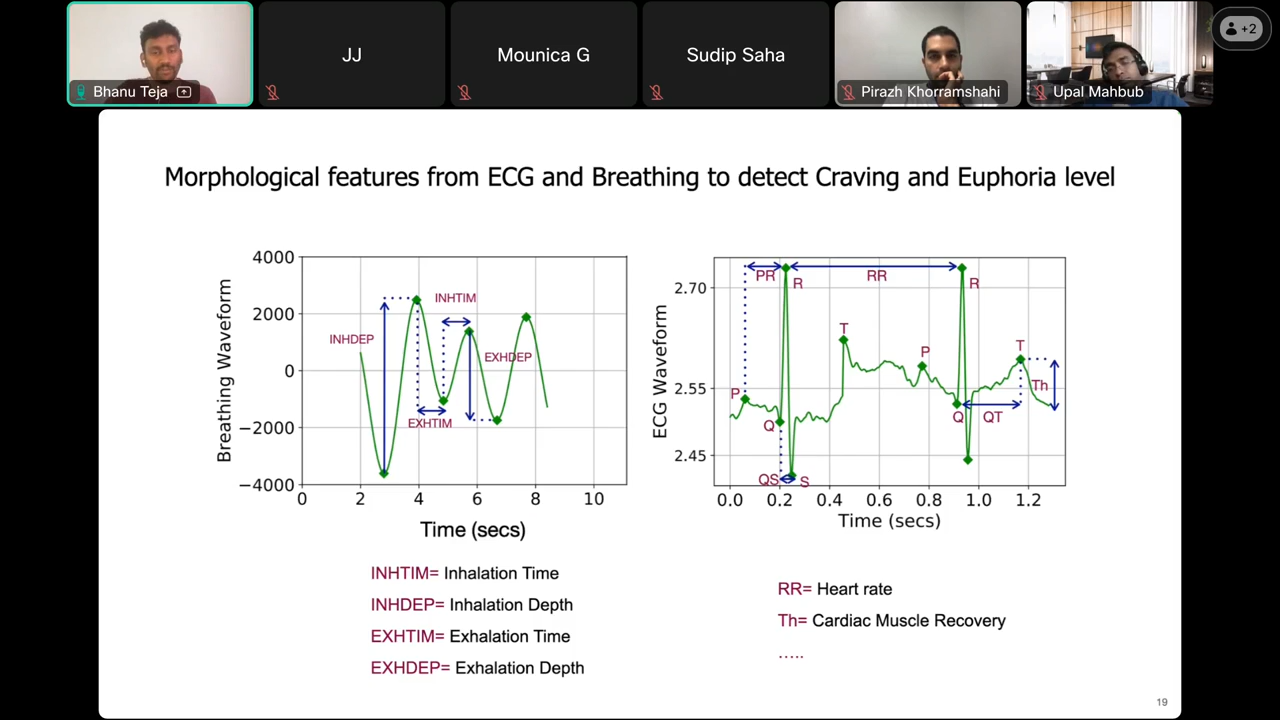 Bhanu Teja
JJ
Mounica G
Sudip Saha
Pirazh Khorramshahi
Upal Mahbub
+2
Morphological features from ECG and Breathing to detect Craving and Euphoria level
Breathing Waveform
4000
2000
0
−2000
−4000
INHDEP
INHTIM
EXHDEP
EXHTIM
0 2 4 6 8 10
Time (secs)
ECG Waveform
2.70
2.55
2.45
PR
R
RR
R
T
P
T
P
Th
Q
Q
QT
QS
S
0.0 0.2 0.4 0.6 0.8 1.0 1.2
Time (secs)
INHTIM= Inhalation Time
INHDEP= Inhalation Depth
EXHTIM= Exhalation Time
EXHDEP= Exhalation Depth
RR= Heart rate
Th= Cardiac Muscle Recovery
.....
19